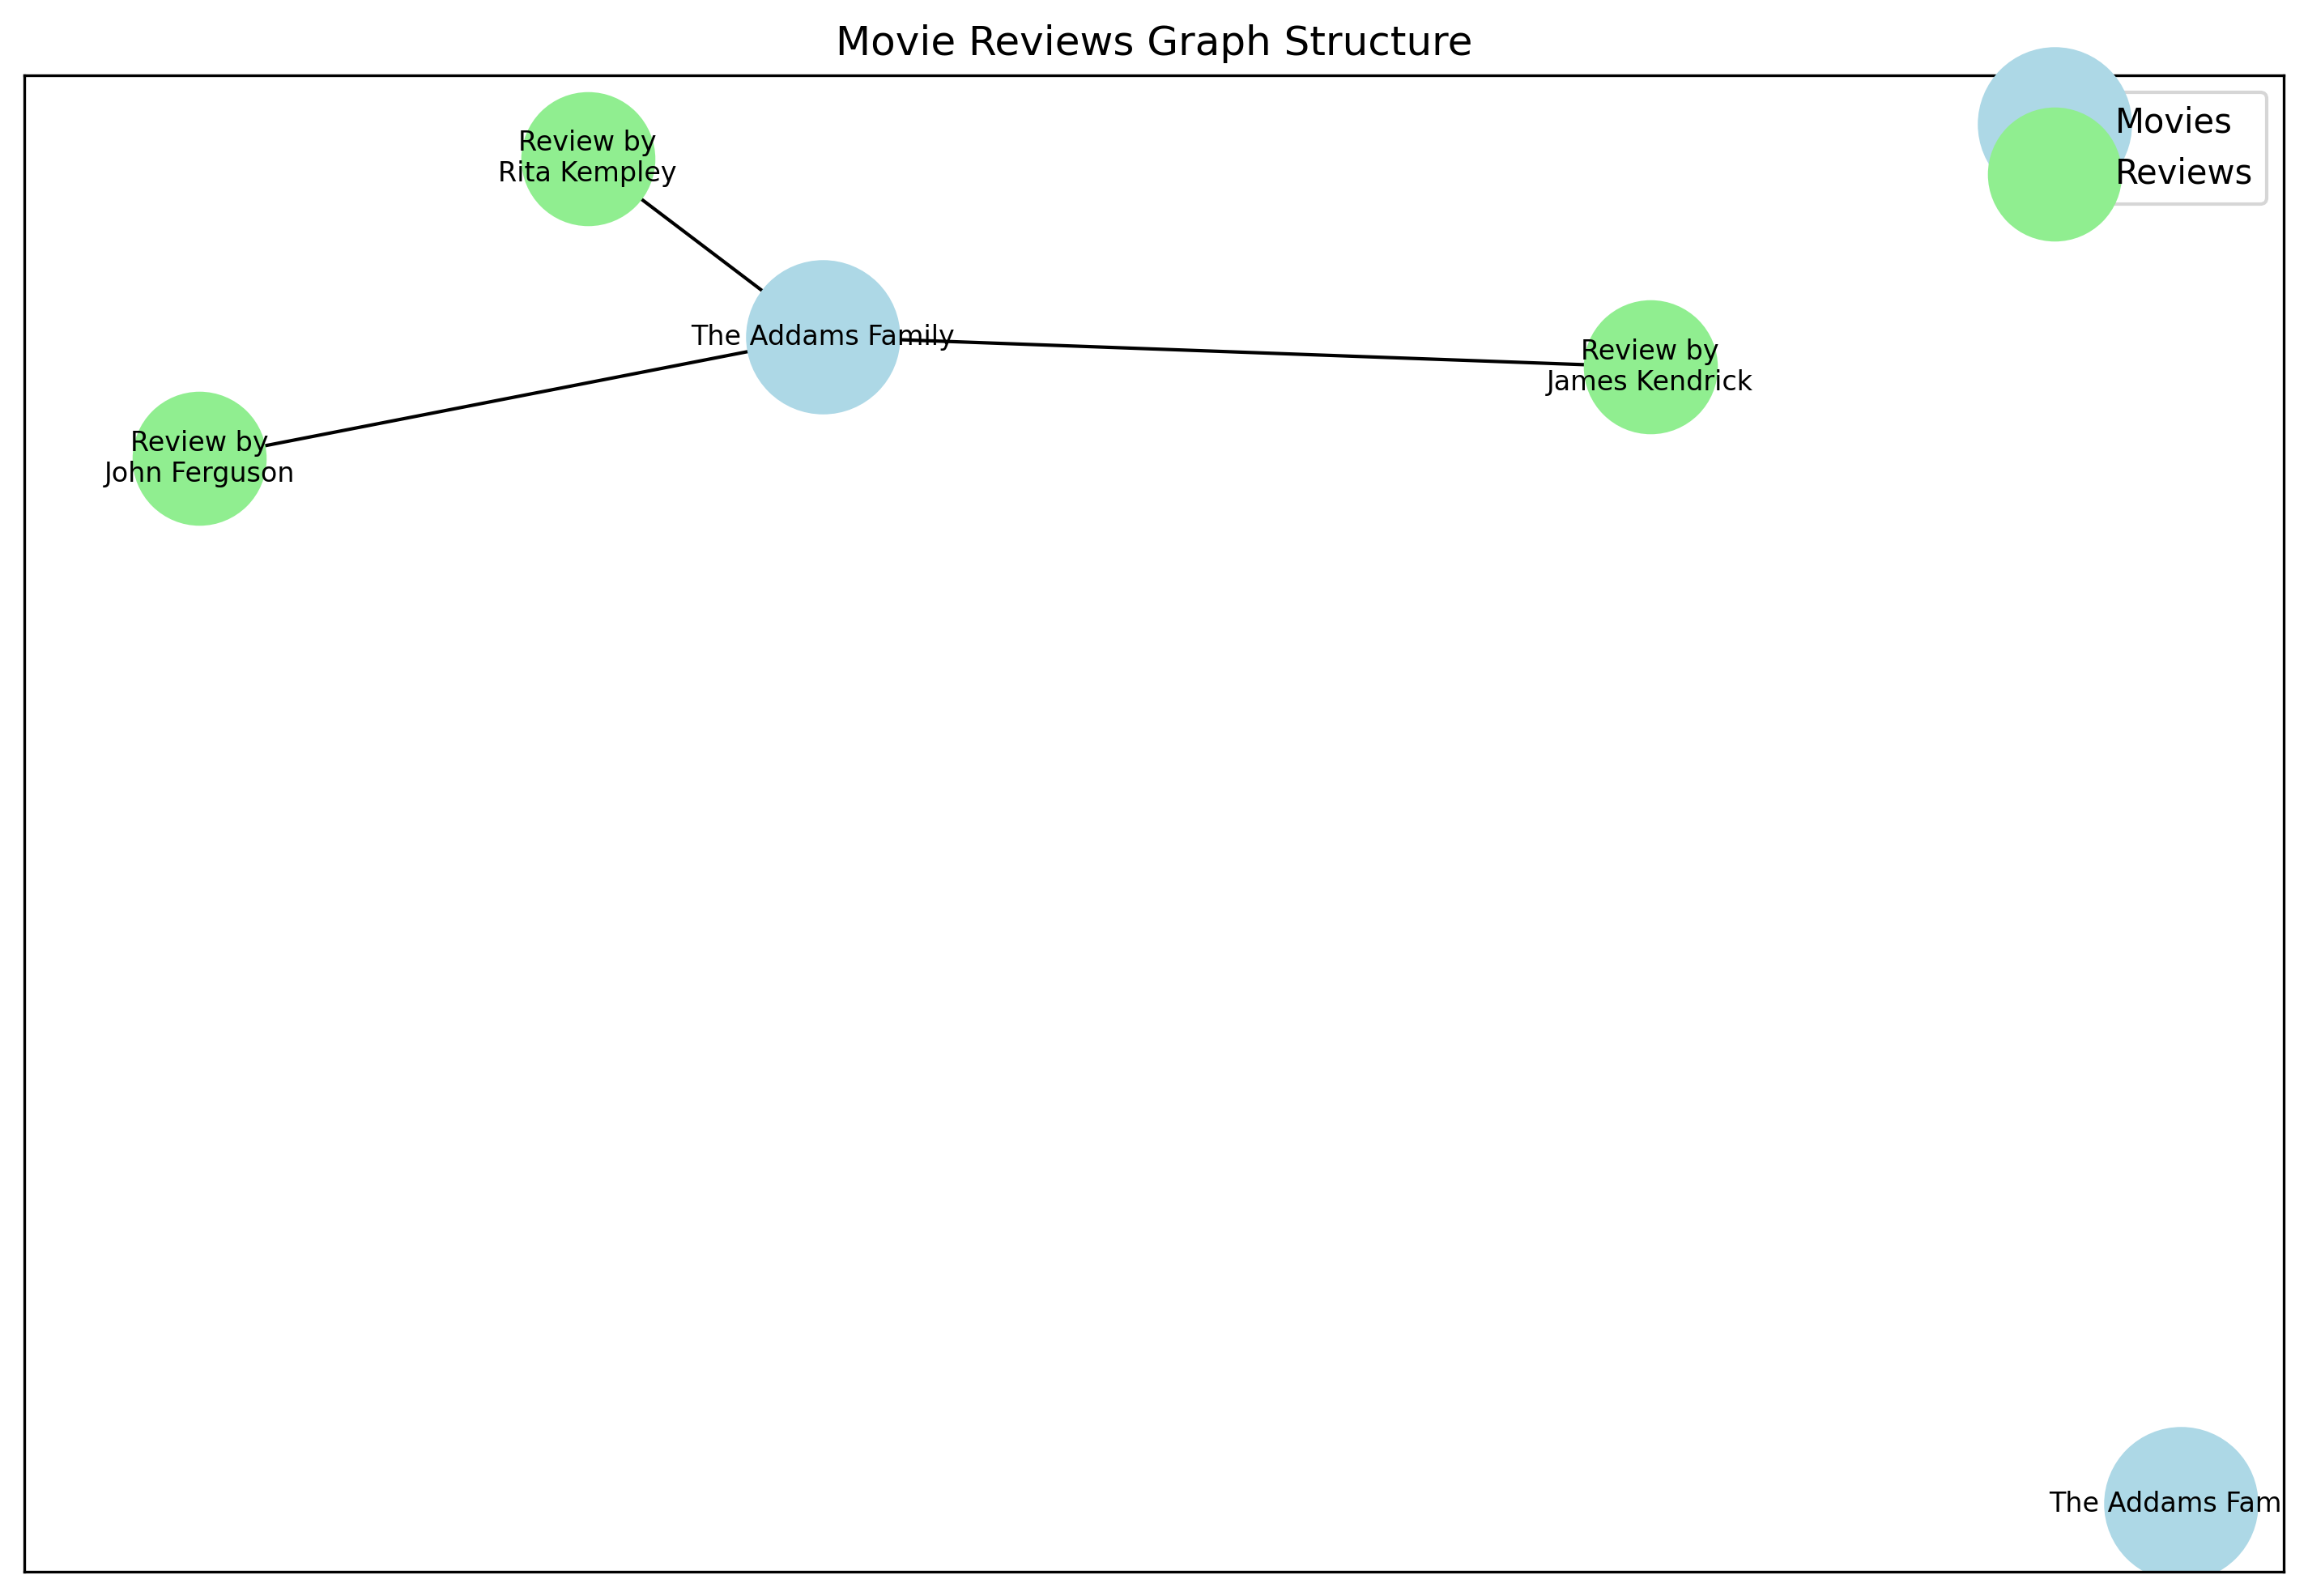 Movie Reviews Graph Structure
Movies
Reviews
Review by
Rita Kempley
The Addams Family
Review by
James Kendrick
Review by
John Ferguson
The Addams Fam